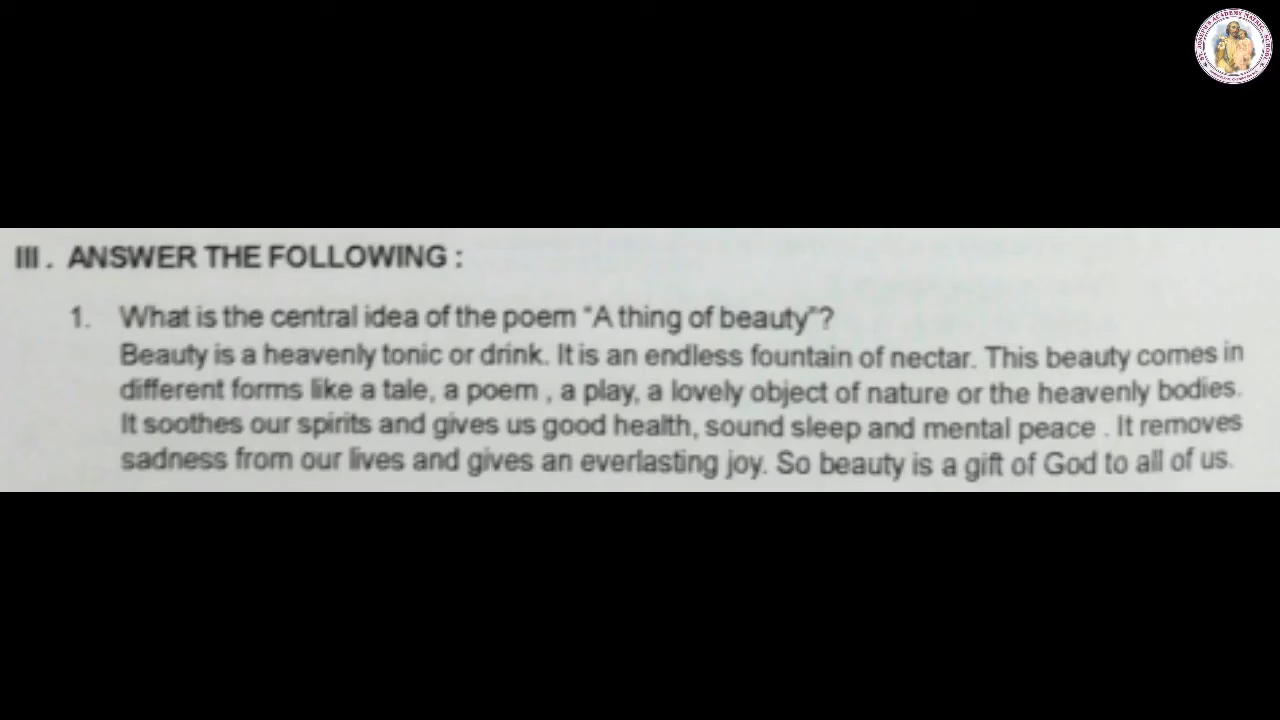 III . ANSWER THE FOLLOWING :
1. What is the central idea of the poem "A thing of beauty"?
Beauty is a heavenly tonic or drink. It is an endless fountain of nectar. This beauty comes in
different forms like a tale, a poem , a play, a lovely object of nature or the heavenly bodies.
It soothes our spirits and gives us good health, sound sleep and mental peace . It removes
sadness from our lives and gives an everlasting joy. So beauty is a gift of God to all of us.